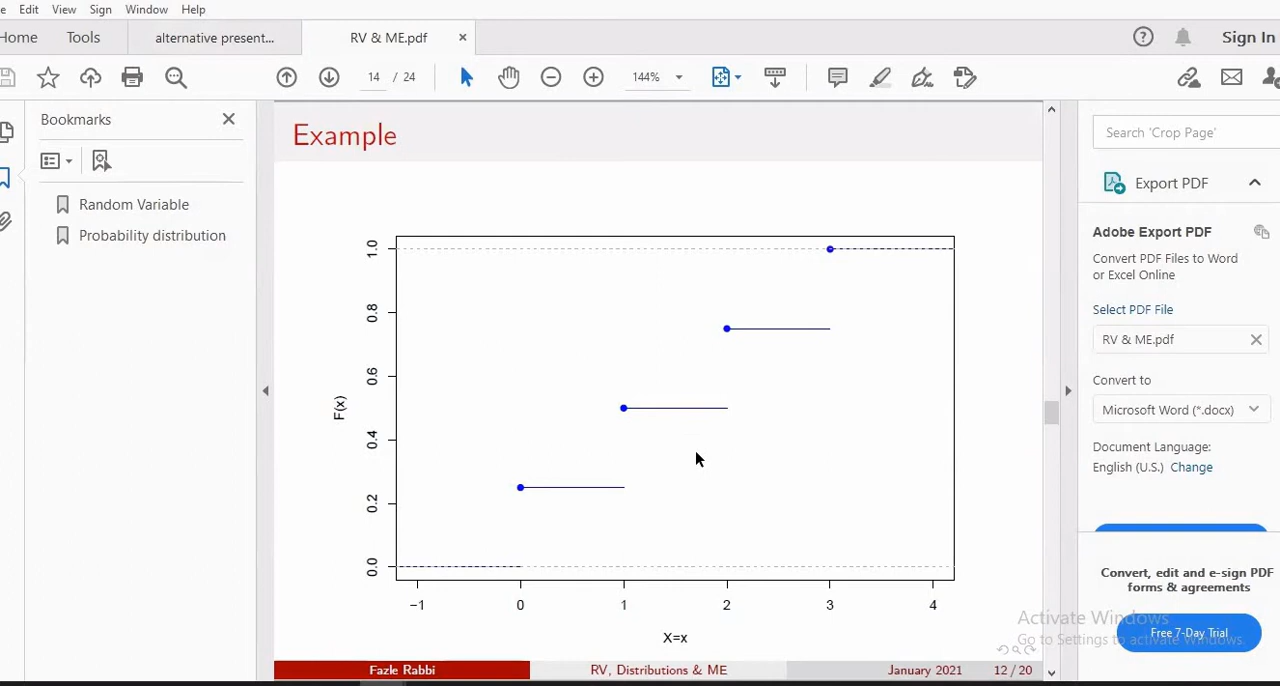 e Edit View Sign Window Help
Home Tools alternative present... RV & ME.pdf
Sign In
14 / 24 144%
Bookmarks
Random Variable
Probability distribution
Example
1.0
0.8
0.6
0.4
0.2
0.0
F(x)
−1 0 1 2 3 4
X=x
Fazle Rabbi RV, Distributions & ME January 2021 12 / 20
Search 'Crop Page'
Export PDF
Adobe Export PDF
Convert PDF Files to Word
or Excel Online
Select PDF File
RV & ME.pdf
Convert to
Microsoft Word (*.docx)
Document Language:
English (U.S.) Change
Convert, edit and e-sign PDF
forms & agreements
Free 7-Day Trial
Activate Windows
Go to Settings to activate Windows.